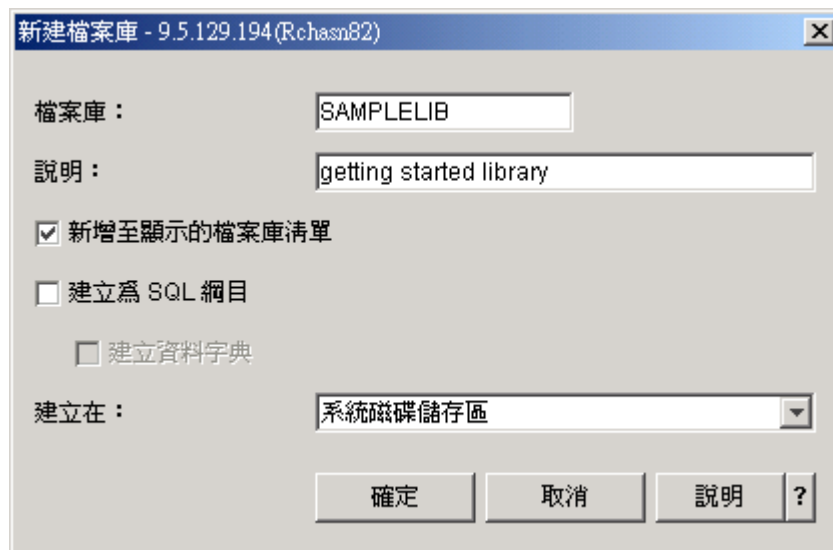 新建檔案庫 - 9.5.129.194(Rchasn82)
檔案庫： SAMPLELIB
說明： getting started library
新增至顯示的檔案庫清單
建立爲 SQL 綱目
建立資料字典
建立在： 系統磁碟儲存區
確定 取消 說明 ?